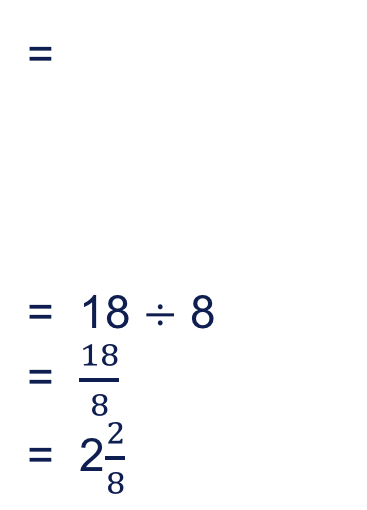 =
= 18 ÷ 8
= 18/8
= 2 2/8